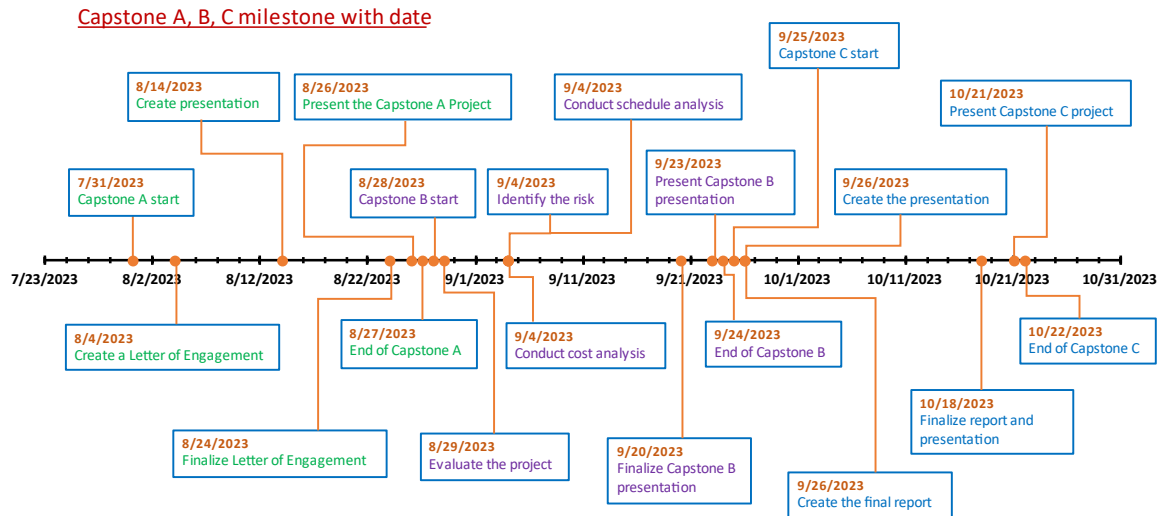 Capstone A, B, C milestone with date
9/25/2023
Capstone C start
8/14/2023
Create presentation
8/26/2023
Present the Capstone A Project
9/4/2023
Conduct schedule analysis
10/21/2023
Present Capstone C project
7/31/2023
Capstone A start
8/28/2023
Capstone B start
9/4/2023
Identify the risk
9/23/2023
Present Capstone B
presentation
9/26/2023
Create the presentation
7/23/2023 8/2/2023 8/12/2023 8/22/2023 9/1/2023 9/11/2023 9/21/2023 10/1/2023 10/11/2023 10/21/2023 10/31/2023
8/4/2023
Create a Letter of Engagement
8/27/2023
End of Capstone A
9/4/2023
Conduct cost analysis
9/24/2023
End of Capstone B
10/22/2023
End of Capstone C
8/24/2023
Finalize Letter of Engagement
8/29/2023
Evaluate the project
9/20/2023
Finalize Capstone B
presentation
10/18/2023
Finalize report and
presentation
9/26/2023
Create the final report